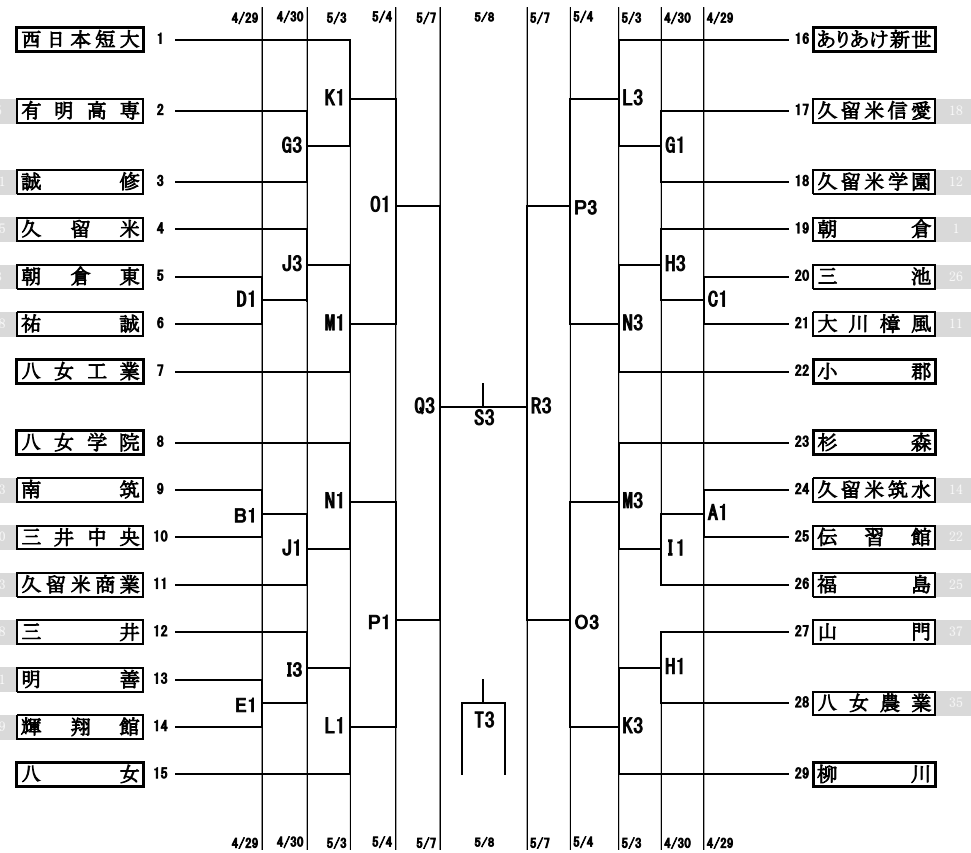 4/29 4/30 5/3 5/4 5/7 5/8 5/7 5/4 5/3 4/30 4/29
西日本短大 1
16 ありあけ新世
K1
L3
有明高専 2
17 久留米信愛 18
G3
G1
誠修 3
18 久留米学園 12
O1
P3
久留米 4
19 朝倉 1
J3
H3
朝倉東 5
20 三池 26
D1
C1
祐誠 6
21 大川樟風 11
M1
N3
八女工業 7
22 小郡
Q3
S3
R3
八女学院 8
23 杉森
南筑 9
24 久留米筑水 14
N1
M3
B1
A1
三井中央 10
25 伝習館 22
J1
I1
久留米商業 11
26 福島 25
P1
O3
三井 12
27 山門 37
I3
H1
明善 13
E1
28 八女農業 35
輝翔館 14
T3
L1
K3
八女 15
29 柳川
4/29 4/30 5/3 5/4 5/7 5/8 5/7 5/4 5/3 4/30 4/29